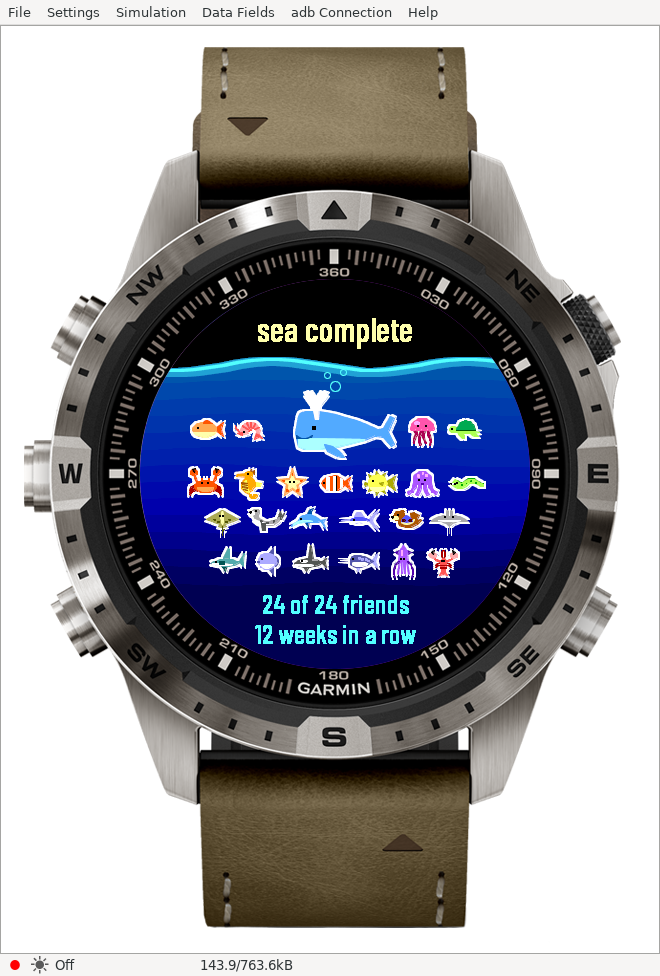 File Settings Simulation Data Fields adb Connection Help
360
330 030
NW NE
300 060
sea complete
W 270 090 E
240 120
24 of 24 friends
12 weeks in a row
210 150
SW SE
180
GARMIN
S
Off 143.9/763.6kB